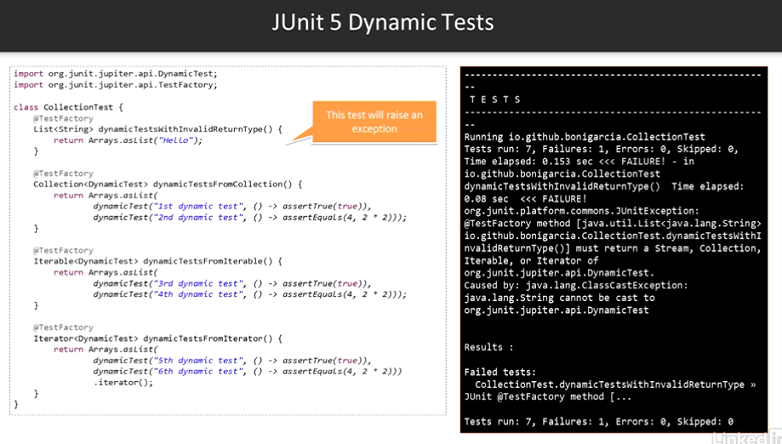 JUnit 5 Dynamic Tests
import org.junit.jupiter.api.DynamicTest;
import org.junit.jupiter.api.TestFactory;
class CollectionTest {
@TestFactory
List<String> dynamicTestsWithInvalidReturnType() {
return Arrays.asList("Hello");
}
This test will raise an
exception
@TestFactory
Collection<DynamicTest> dynamicTestsFromCollection() {
return Arrays.asList(
dynamicTest("1st dynamic test", () -> assertTrue(true)),
dynamicTest("2nd dynamic test", () -> assertEquals(4, 2 * 2)));
}
@TestFactory
Iterable<DynamicTest> dynamicTestsFromIterable() {
return Arrays.asList(
dynamicTest("3rd dynamic test", () -> assertTrue(true)),
dynamicTest("4th dynamic test", () -> assertEquals(4, 2 * 2)));
}
@TestFactory
Iterator<DynamicTest> dynamicTestsFromIterator() {
return Arrays.asList(
dynamicTest("5th dynamic test", () -> assertTrue(true)),
dynamicTest("6th dynamic test", () -> assertEquals(4, 2 * 2)))
.iterator();
}
}
-------------------------------------------------------
--
T E S T S
-------------------------------------------------------
--
Running io.github.bonigarcia.CollectionTest
Tests run: 7, Failures: 1, Errors: 0, Skipped: 0,
Time elapsed: 0.153 sec <<< FAILURE! - in
io.github.bonigarcia.CollectionTest
dynamicTestsWithInvalidReturnType() Time elapsed:
0.08 sec <<< FAILURE!
org.junit.platform.commons.JUnitException:
@TestFactory method [java.util.List<java.lang.String>
io.github.bonigarcia.CollectionTest.dynamicTestsWithI
nvalidReturnType()] must return a Stream, Collection,
Iterable, or Iterator of
org.junit.jupiter.api.DynamicTest.
Caused by: java.lang.ClassCastException:
java.lang.String cannot be cast to
org.junit.jupiter.api.DynamicTest
Results :
Failed tests:
CollectionTest.dynamicTestsWithInvalidReturnType »
JUnit @TestFactory method [...
Tests run: 7, Failures: 1, Errors: 0, Skipped: 0